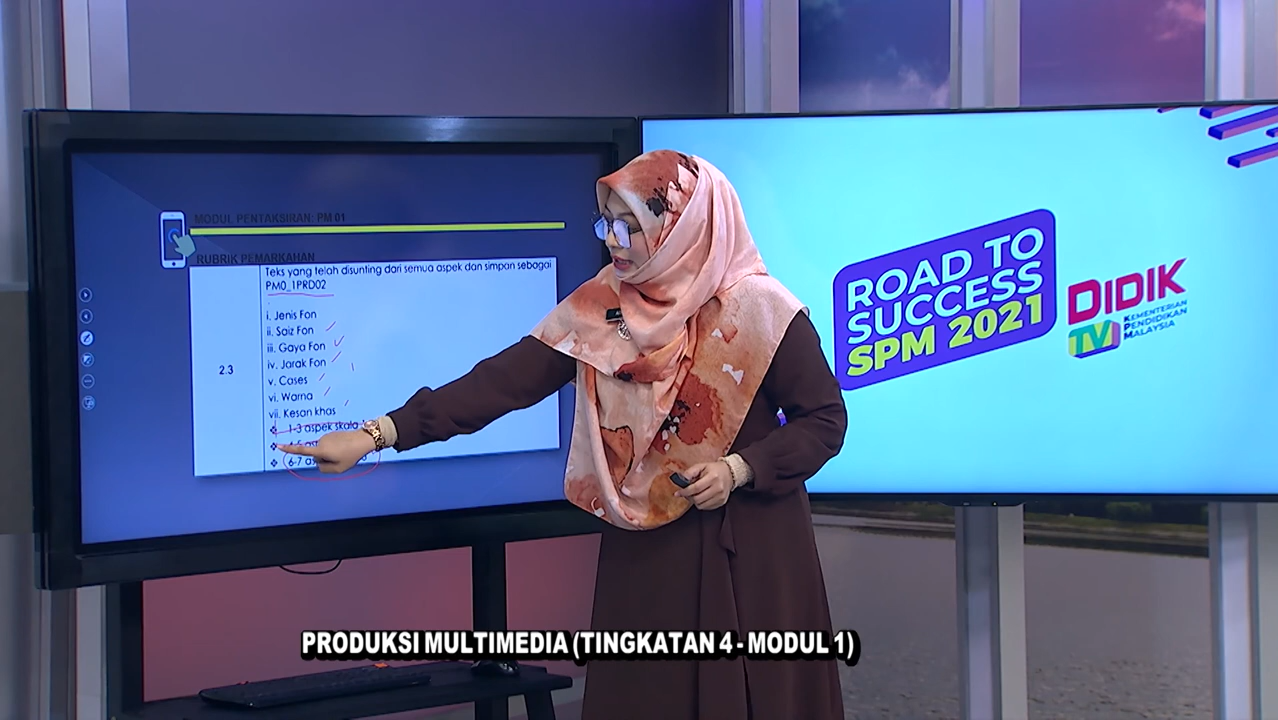 MODUL PENTAKSIRAN: PM 01
RUBRIK PEMARKAHAN
Teks yang telah disunting dari semua aspek dan simpan sebagai
PM0_1PRD02
2.3
i. Jenis Fon
ii. Saiz Fon
iii. Gaya Fon
iv. Jarak Fon
v. Cases
vi. Warna
vii. Kesan khas
1-3 aspek skala
4-5
6-7
ROAD TO
SUCCESS
SPM 2021
DIDIK
TV
KEMENTERIAN
PENDIDIKAN
MALAYSIA
PRODUKSI MULTIMEDIA (TINGKATAN 4 - MODUL 1)